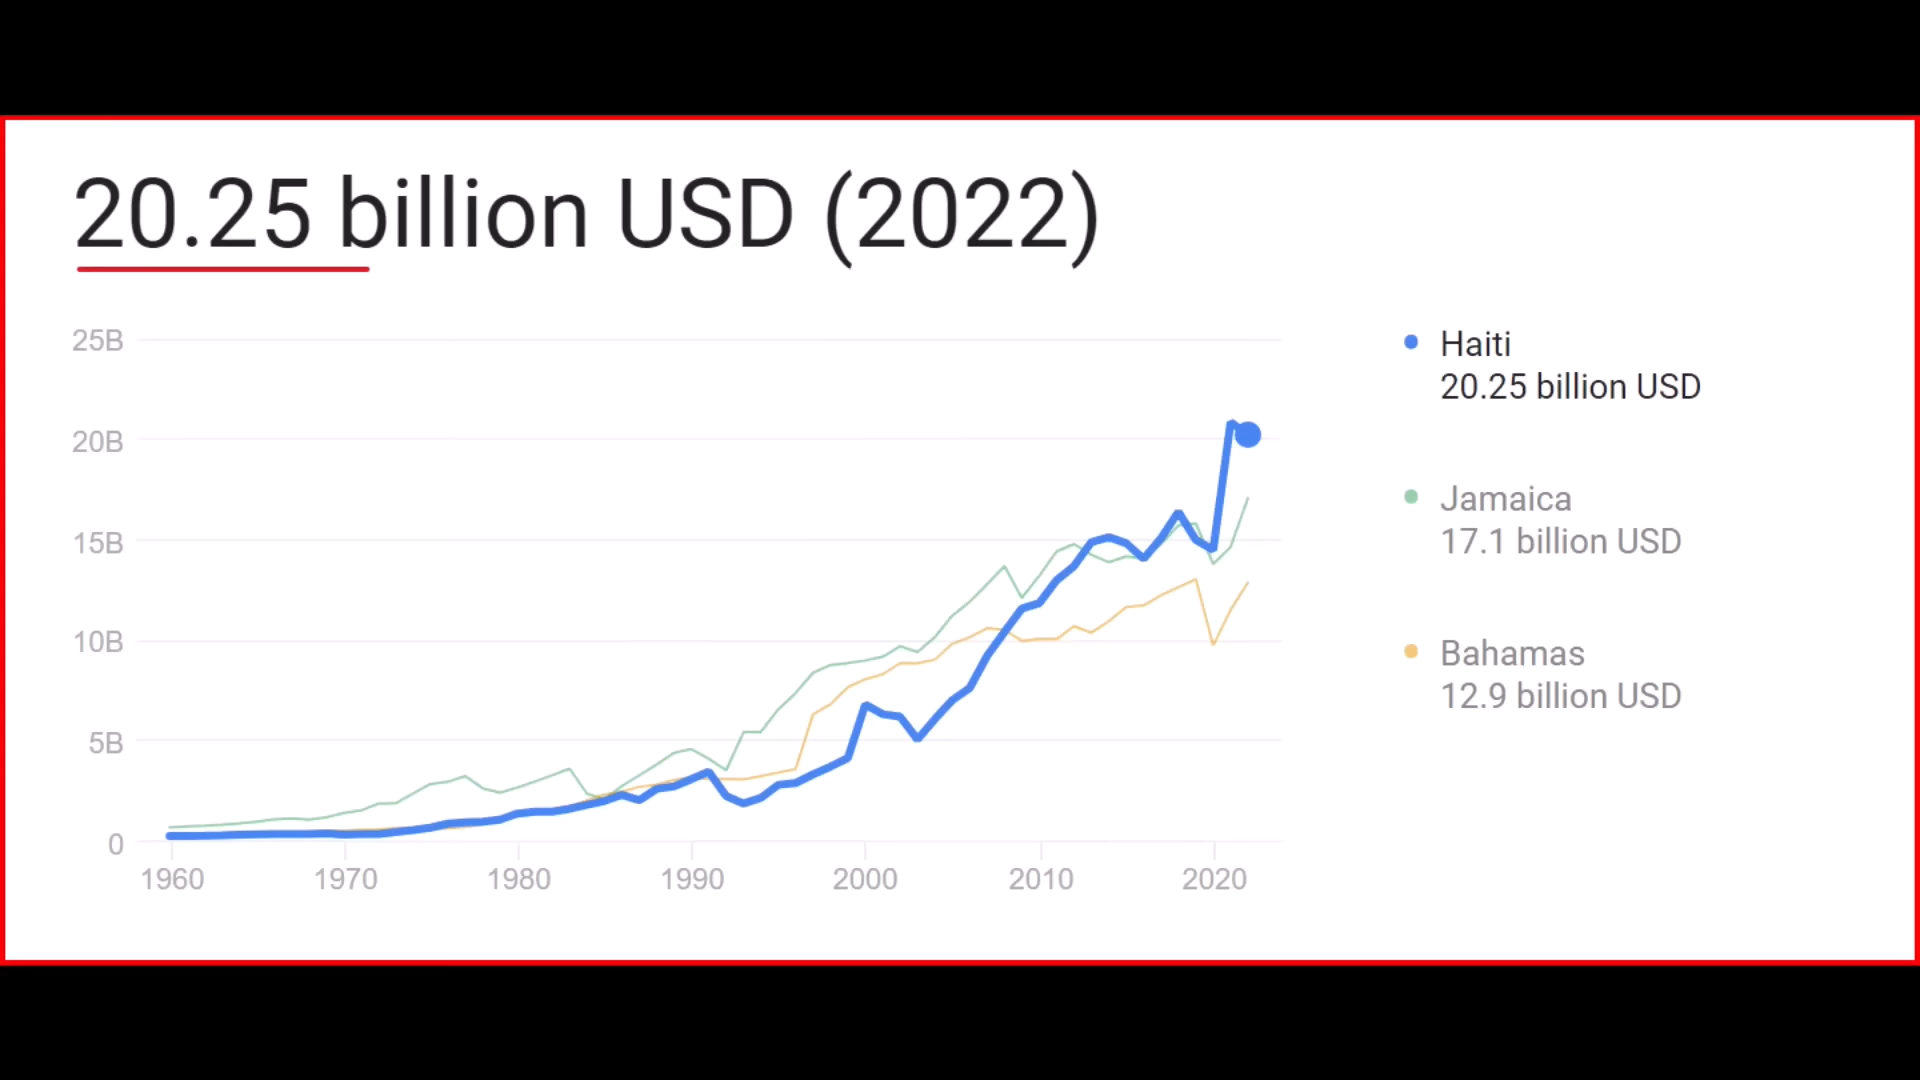 20.25 billion USD (2022)
25B
20B
15B
10B
5B
0
1960 1970 1980 1990 2000 2010 2020
Haiti
20.25 billion USD
Jamaica
17.1 billion USD
Bahamas
12.9 billion USD